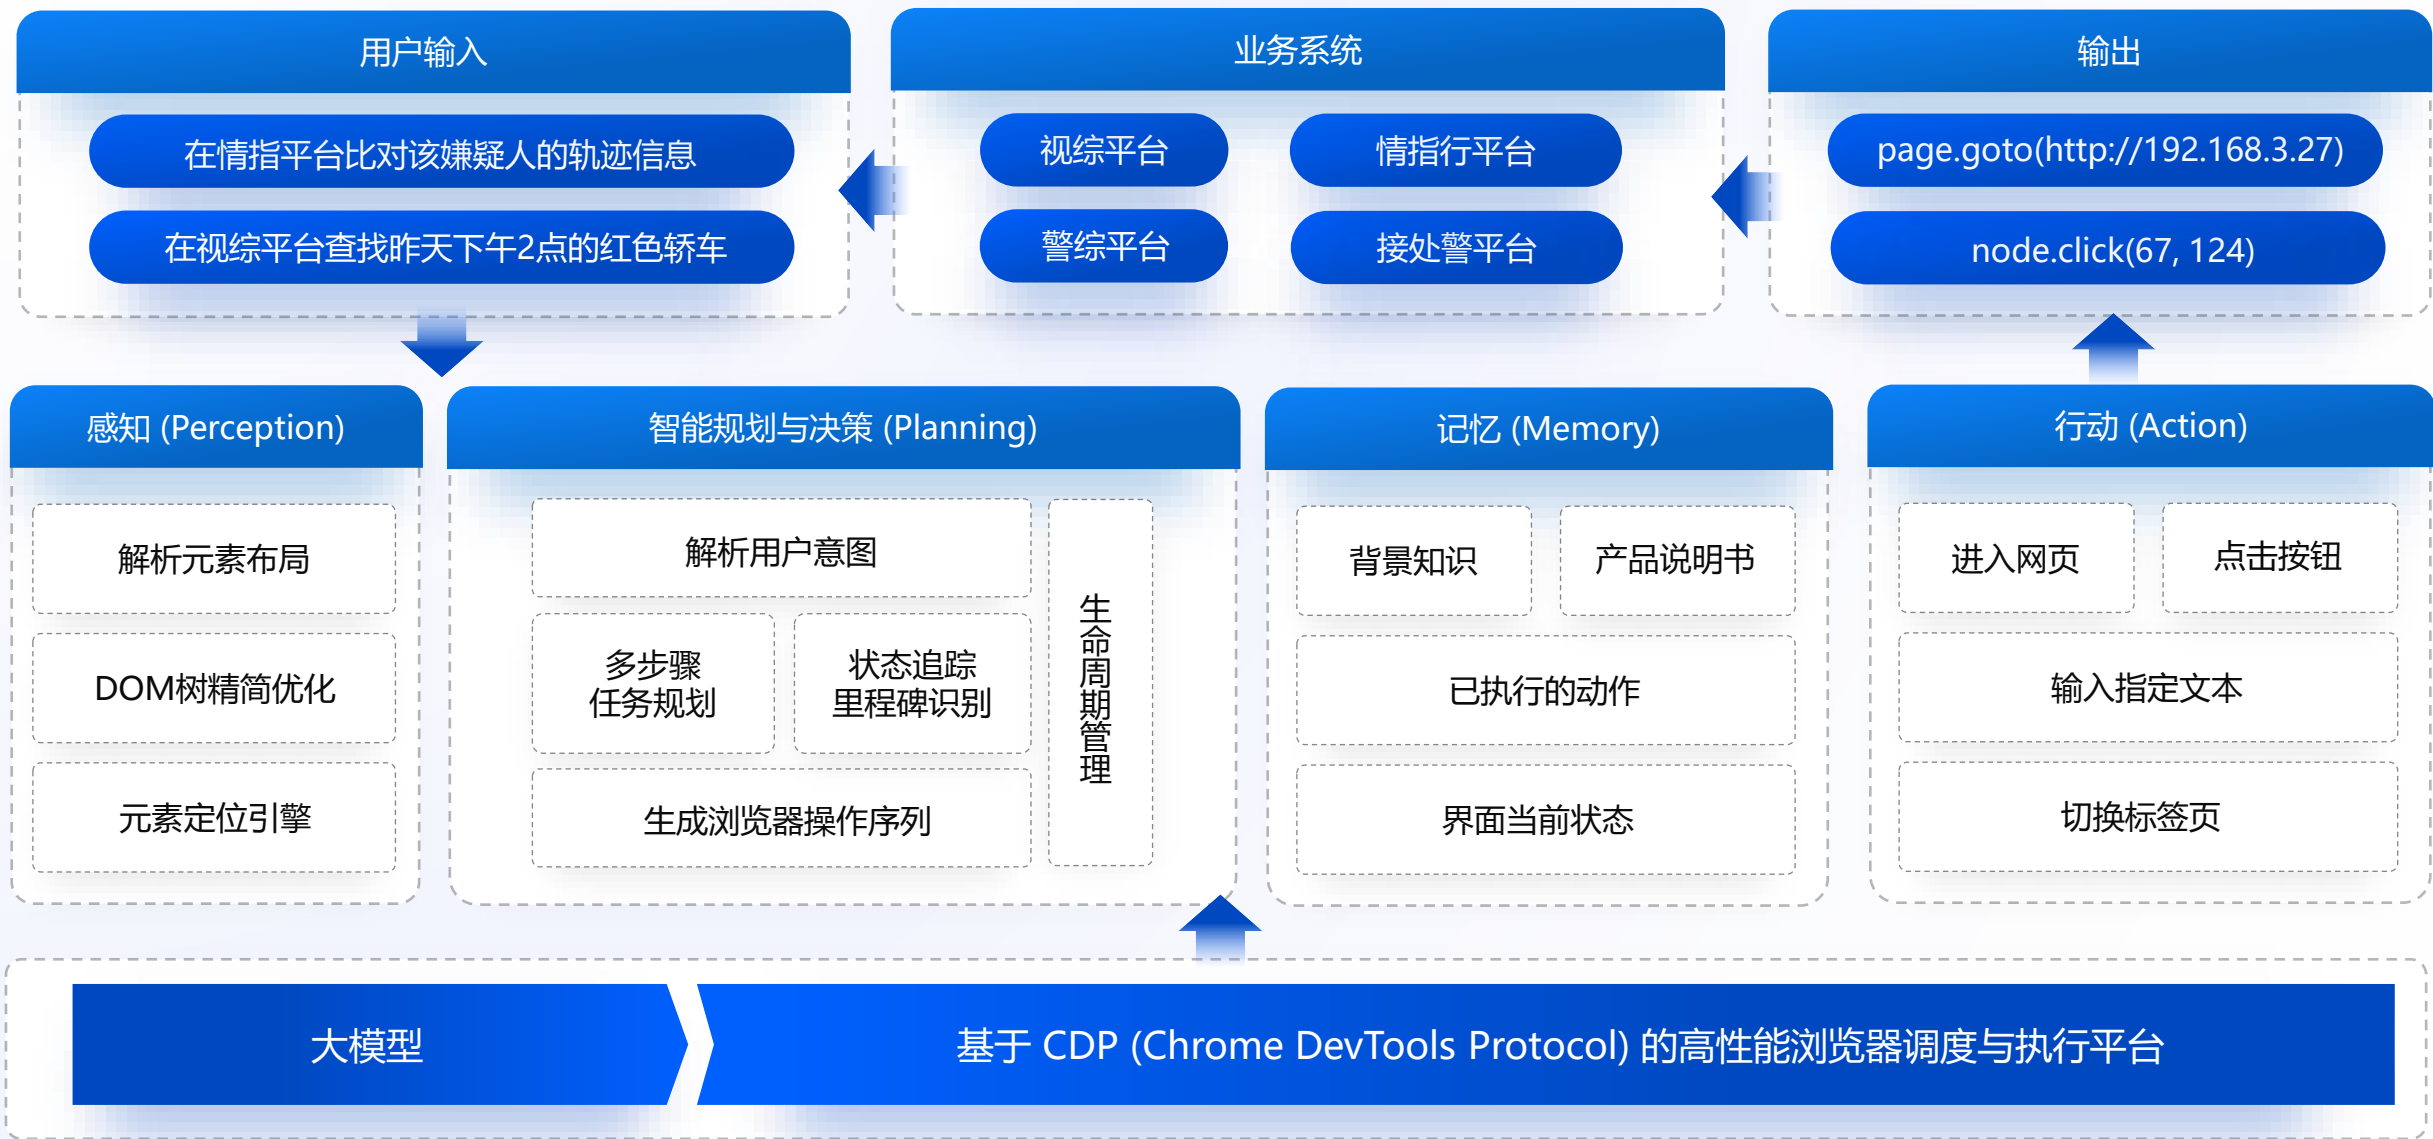 用户输入
在情指平台比对该嫌疑人的轨迹信息
在视综平台查找昨天下午2点的红色轿车
业务系统
视综平台
情指行平台
警综平台
接处警平台
输出
page.goto(http://192.168.3.27)
node.click(67, 124)
感知 (Perception)
解析元素布局
DOM树精简优化
元素定位引擎
智能规划与决策 (Planning)
解析用户意图
多步骤
任务规划
状态追踪
里程碑识别
生成浏览器操作序列
生命周期管理
记忆 (Memory)
背景知识
产品说明书
已执行的动作
界面当前状态
行动 (Action)
进入网页
点击按钮
输入指定文本
切换标签页
大模型
基于 CDP (Chrome DevTools Protocol) 的高性能浏览器调度与执行平台